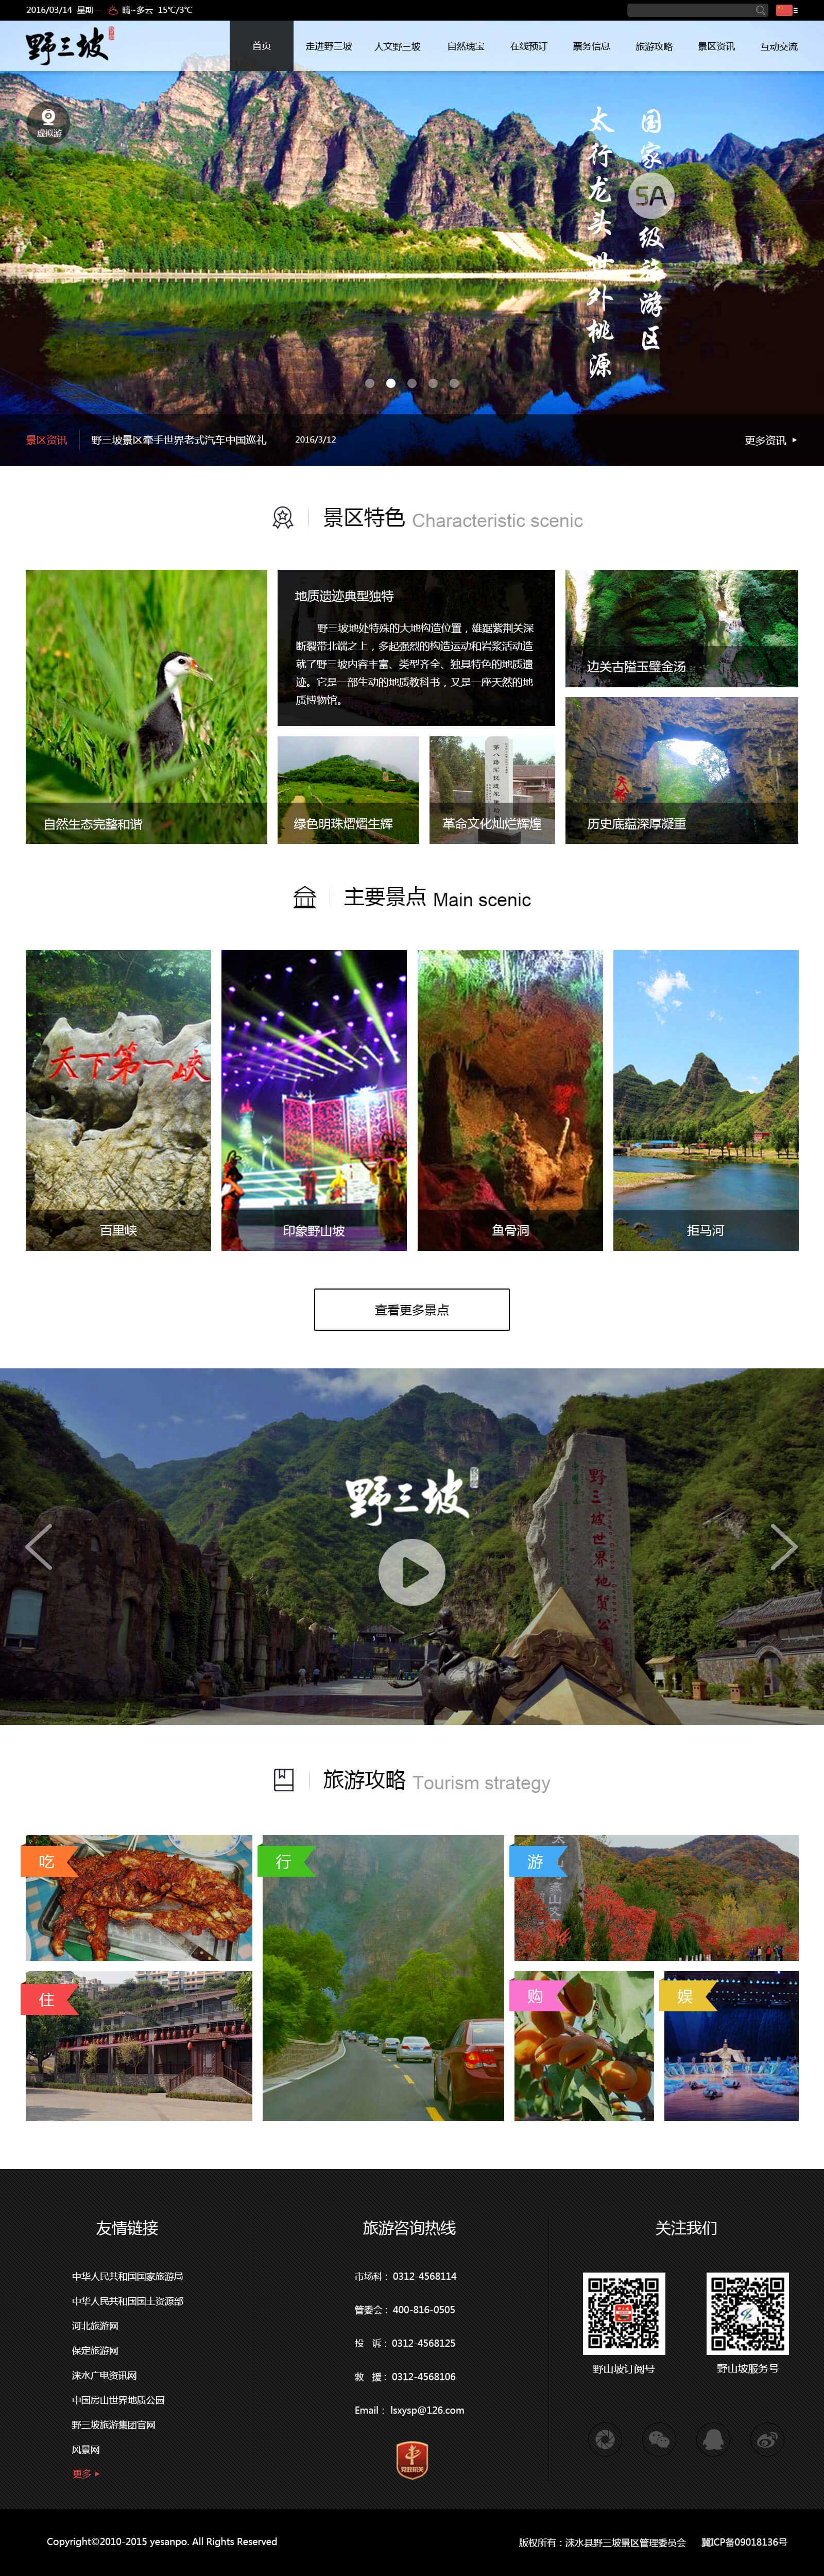 2016/03/14 星期一 晴~多云 15℃/3℃
野三坡
首页 走进野三坡 人文野三坡 自然瑰宝 在线预订 票务信息 旅游攻略 景区资讯 互动交流
虚拟游
国家5A级旅游区
太行龙头世外桃源
景区资讯 野三坡景区牵手世界老式汽车中国巡礼 2016/3/12 更多资讯
景区特色 Characteristic scenic
自然生态完整和谐
地质遗迹典型独特
野三坡地处特殊的大地构造位置，雄踞紫荆关深
断裂带北端之上，多起强烈的构造运动和岩浆活动造
就了野三坡内容丰富、类型齐全、独具特色的地质遗
迹。它是一部生动的地质教科书，又是一座天然的地
质博物馆。
绿色明珠熠熠生辉
革命文化灿烂辉煌
边关古隘玉璧金汤
历史底蕴深厚凝重
主要景点 Main scenic
天下第一峡
百里峡
印象野山坡
鱼骨洞
拒马河
查看更多景点
野三坡
野三坡世界地质公园
旅游攻略 Tourism strategy
吃
行
游
住
购
娱
友情链接
中华人民共和国国家旅游局
中华人民共和国国土资源部
河北旅游网
保定旅游网
涞水广电资讯网
中国房山世界地质公园
野三坡旅游集团官网
风景网
更多
旅游咨询热线
市场科：0312-4568114
管委会：400-816-0505
投 诉：0312-4568125
救 援：0312-4568106
Email：lsxysp@126.com
党政机关
关注我们
野山坡订阅号
野山坡服务号
Copyright©2010-2015 yesanpo. All Rights Reserved
版权所有：涞水县野三坡景区管理委员会 冀ICP备09018136号